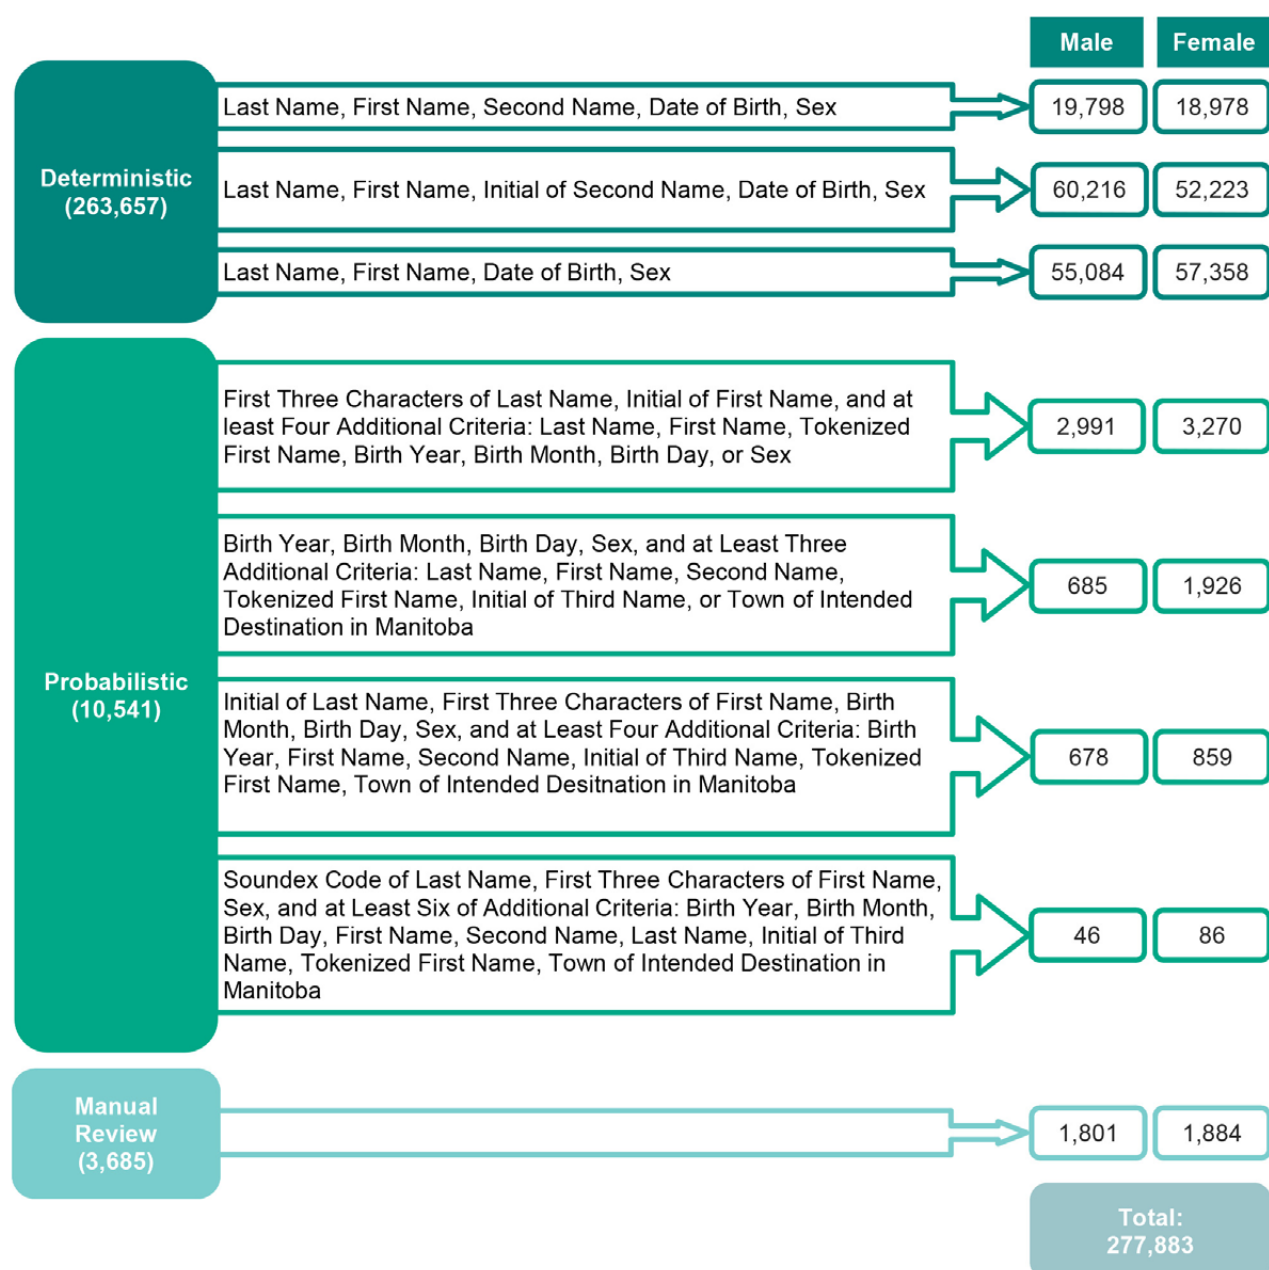 Male Female
Deterministic
(263,657)
Last Name, First Name, Second Name, Date of Birth, Sex
19,798 18,978
Last Name, First Name, Initial of Second Name, Date of Birth, Sex
60,216 52,223
Last Name, First Name, Date of Birth, Sex
55,084 57,358
Probabilistic
(10,541)
First Three Characters of Last Name, Initial of First Name, and at
least Four Additional Criteria: Last Name, First Name, Tokenized
First Name, Birth Year, Birth Month, Birth Day, or Sex
2,991 3,270
Birth Year, Birth Month, Birth Day, Sex, and at Least Three
Additional Criteria: Last Name, First Name, Second Name,
Tokenized First Name, Initial of Third Name, or Town of Intended
Destination in Manitoba
685 1,926
Initial of Last Name, First Three Characters of First Name, Birth
Month, Birth Day, Sex, and at Least Four Additional Criteria: Birth
Year, First Name, Second Name, Initial of Third Name, Tokenized
First Name, Town of Intended Desitnation in Manitoba
678 859
Soundex Code of Last Name, First Three Characters of First Name,
Sex, and at Least Six of Additional Criteria: Birth Year, Birth Month,
Birth Day, First Name, Second Name, Last Name, Initial of Third
Name, Tokenized First Name, Town of Intended Destination in
Manitoba
46 86
Manual
Review
(3,685)
1,801 1,884
Total:
277,883